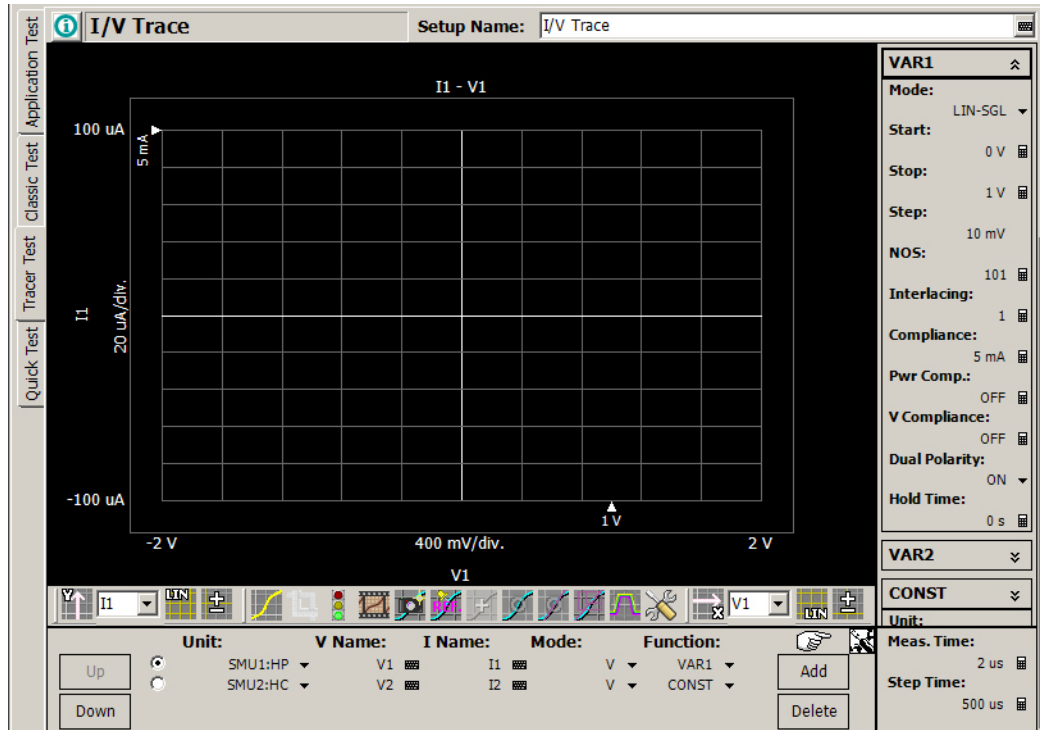 Application Test
Classic Test
Tracer Test
Quick Test
I/V Trace
Setup Name: I/V Trace
I1 - V1
100 uA
5 mA
I1
20 uA/div.
-100 uA
1 V
-2 V
400 mV/div.
2 V
V1
VAR1
Mode:
LIN-SGL
Start:
0 V
Stop:
1 V
Step:
10 mV
NOS:
101
Interlacing:
1
Compliance:
5 mA
Pwr Comp.:
OFF
V Compliance:
OFF
Dual Polarity:
ON
Hold Time:
0 s
VAR2
CONST
Unit:
Y I1 LIN REF X V1 LIN
Unit: V Name: I Name: Mode: Function:
Up SMU1:HP V1 I1 V VAR1 Add
SMU2:HC V2 I2 V CONST
Down Delete
Meas. Time:
2 us
Step Time:
500 us